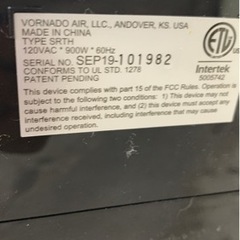 VORNADO AIR, LLC., ANDOVER, KS. USA
MADE IN CHINA
TYPE SRTH
120VAC * 900W * 60Hz
SERIAL NO. SEP19-101982
CONFORMS TO UL STD. 1278
PATENT PENDING
ETL
Intertek
5005742
This device complies with part 15 of the FCC Rules. Operation is
subject to the following two conditions: (1) This device may not
cause harmful interference, and (2) this device must accept any
interference received, including interference that may cause
undesired operation.